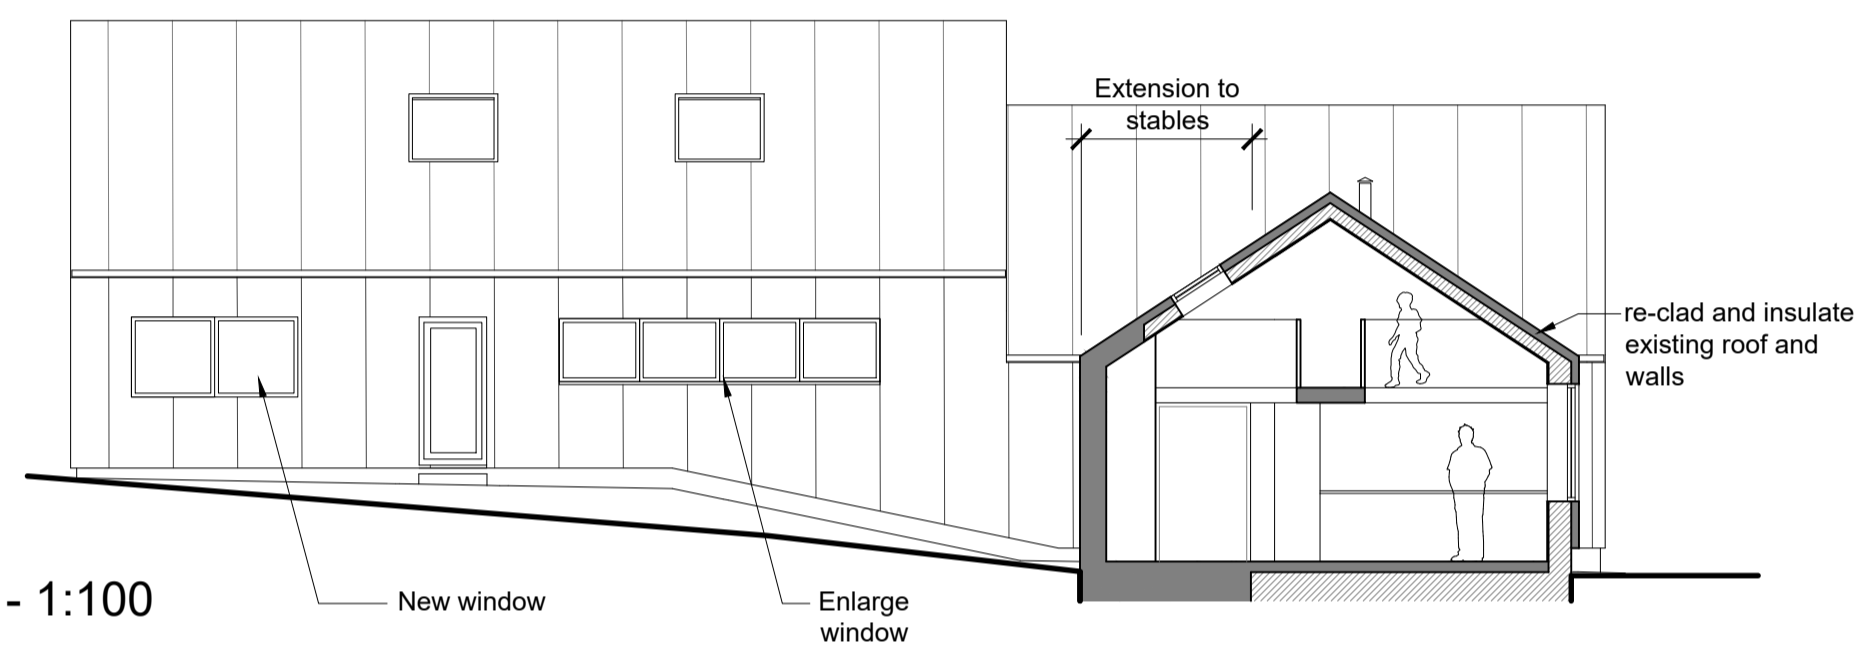 Extension to
stables
re-clad and insulate
existing roof and
walls
- 1:100
New window
Enlarge
window